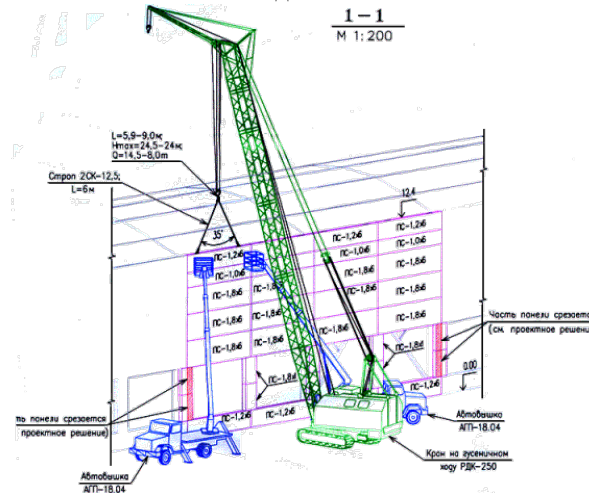 1-1
М 1:200
L=5,9-9,0м;
Hmax=24,5-24м;
Q=14,5-8,0т
Строп 2СК-12,5;
L=6м
35°
12.4
ПС-1,2х6
ПС-1,2х6
ПС-1,2х6
ПС-1,0х6
ПС-1,0х6
ПС-1,0х6
ПС-1,8х6
ПС-1,8х6
ПС-1,8х6
ПС-1,8х6
ПС-1,8х6
ПС-1,8х6
ПС-1,8х6
ПС-1,8х6
ПС-1,8х6
ПС-1,8х6
Часть панели срезается
(см. проектное решение)
ПС-1,8х6
ПС-1,8х6
0.00
ть панели срезается
проектное решение)
ПС-1,2х6
ПС-1,2х6
ПС-1,2х6
Автовышка
АГП-18.04
Кран на гусеничном
ходу РДК-250
Автовышка
АГП-18.04